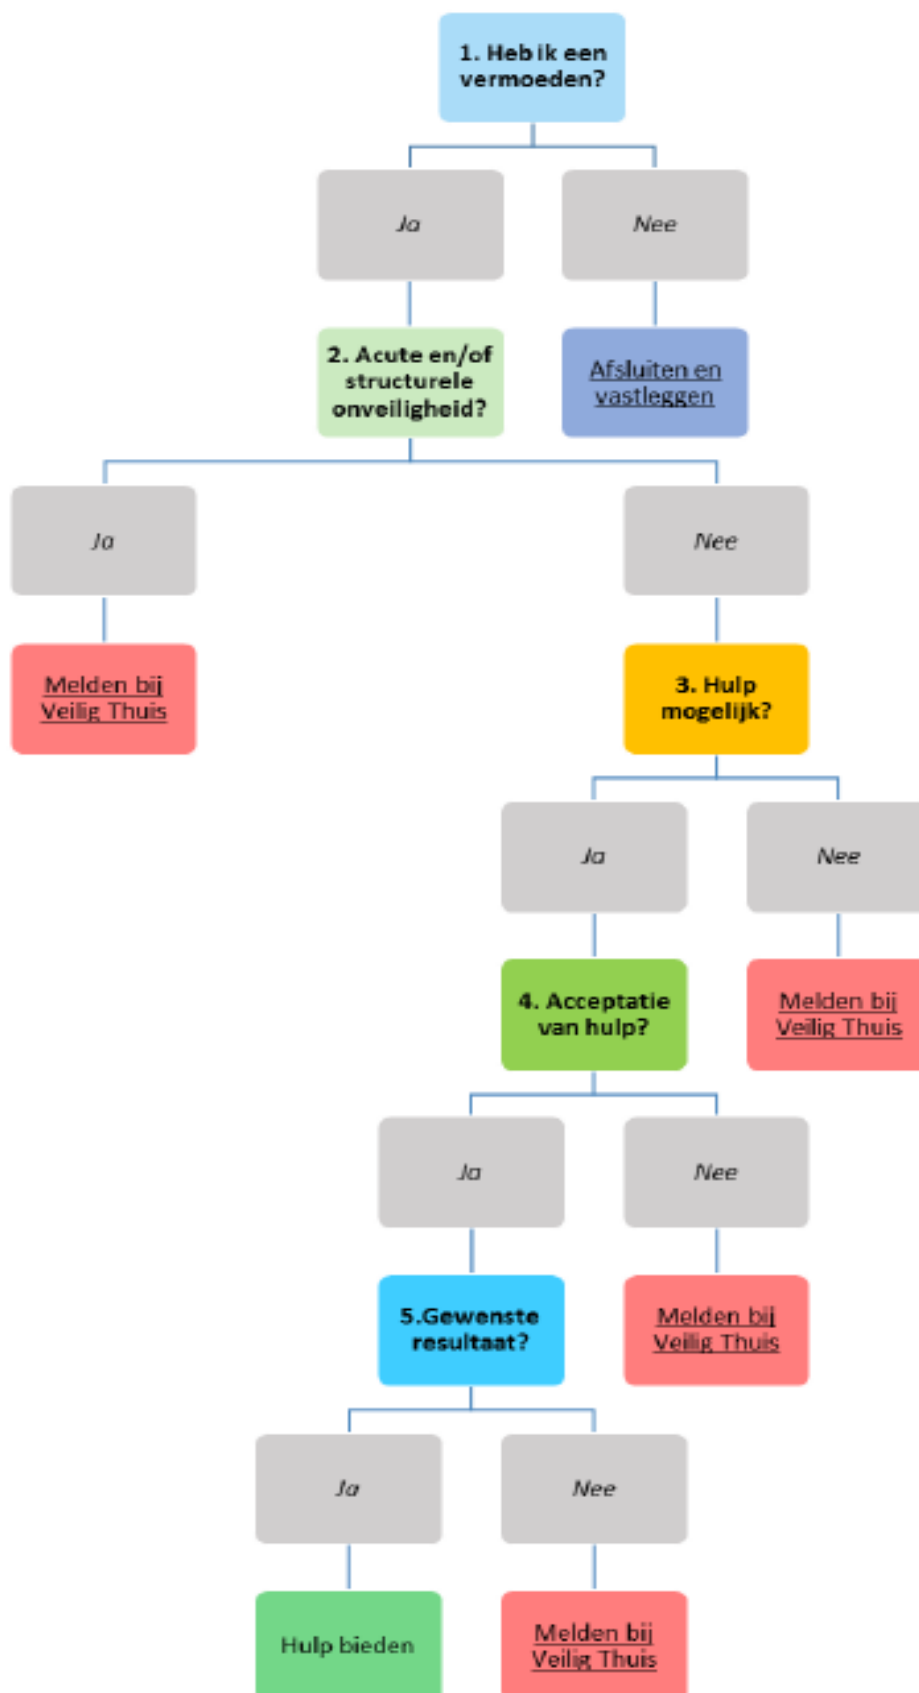 1. Heb ik een
vermoeden?
Ja
Nee
2. Acute en/of
structurele
onveiligheid?
Afsluiten en
vastleggen
Ja
Nee
Melden bij
Veilig Thuis
3. Hulp
mogelijk?
Ja
Nee
4. Acceptatie
van hulp?
Melden bij
Veilig Thuis
Ja
Nee
5.Gewenste
resultaat?
Melden bij
Veilig Thuis
Ja
Nee
Hulp bieden
Melden bij
Veilig Thuis